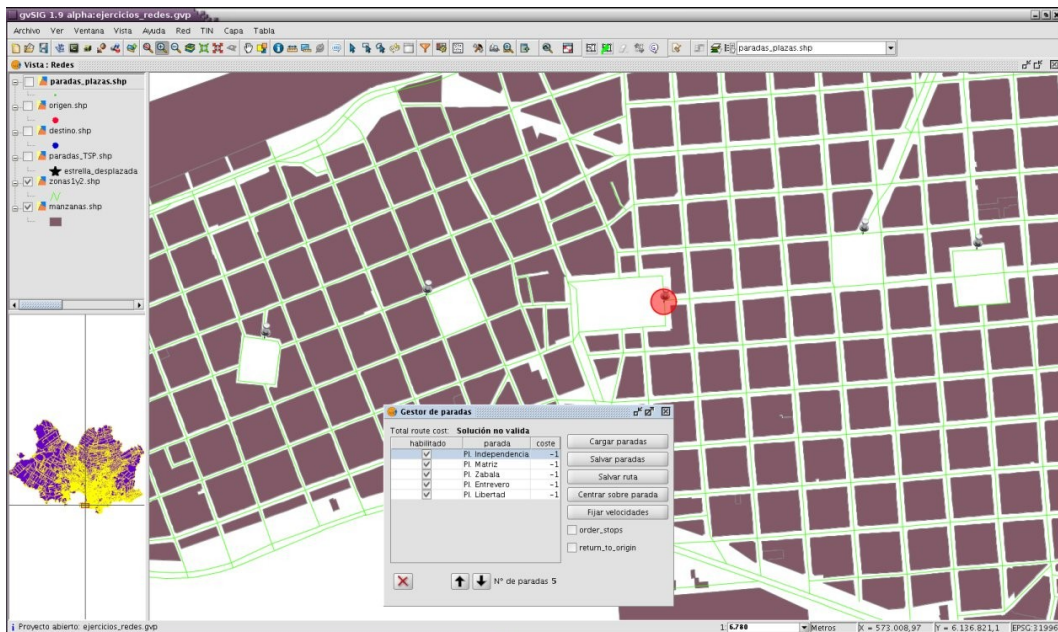 gvSIG 1.9 alpha:ejercicios_redes.gvp
Archivo Ver Ventana Vista Ayuda Red TIN Capa Tabla
paradas_plazas.shp
Vista : Redes
paradas_plazas.shp
origen.shp
destino.shp
paradas_TSP.shp
estrella_desplazada
zonas1y2.shp
manzanas.shp
Gestor de paradas
Total route cost: Solución no valida
habilitado parada coste
Pl. Independencia -1
Pl. Matriz -1
Pl. Zabala -1
Pl. Entrevero -1
Pl. Libertad -1
Cargar paradas
Salvar paradas
Salvar ruta
Centrar sobre parada
Fijar velocidades
order_stops
return_to_origin
N° de paradas 5
Proyecto abierto: ejercicios_redes.gvp
1: 6.780 Metros X = 573.008,97 Y = 6.136.821,1 EPSG:31996